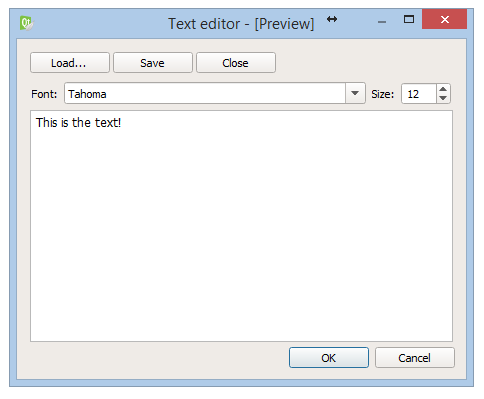 Text editor - [Preview]
Load... Save Close
Font: Tahoma Size: 12
This is the text!
OK Cancel